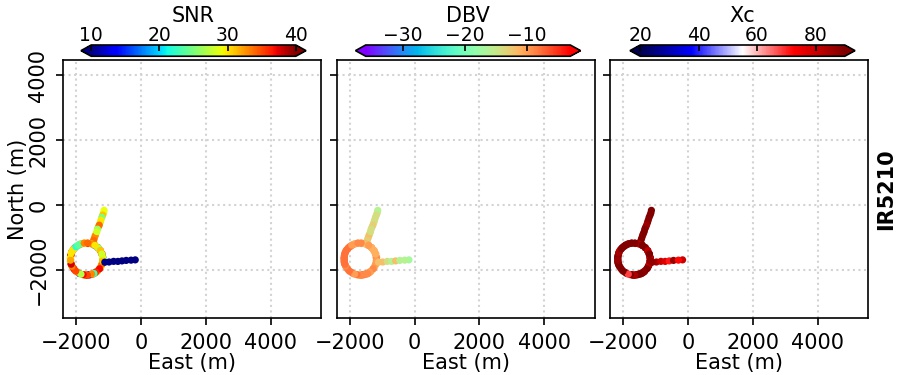 SNR DBV Xc
10 20 30 40 −30 −20 −10 20 40 60 80
4000
2000
0
−2000
North (m)
IR5210
−2000 0 2000 4000 −2000 0 2000 4000 −2000 0 2000 4000
East (m) East (m) East (m)